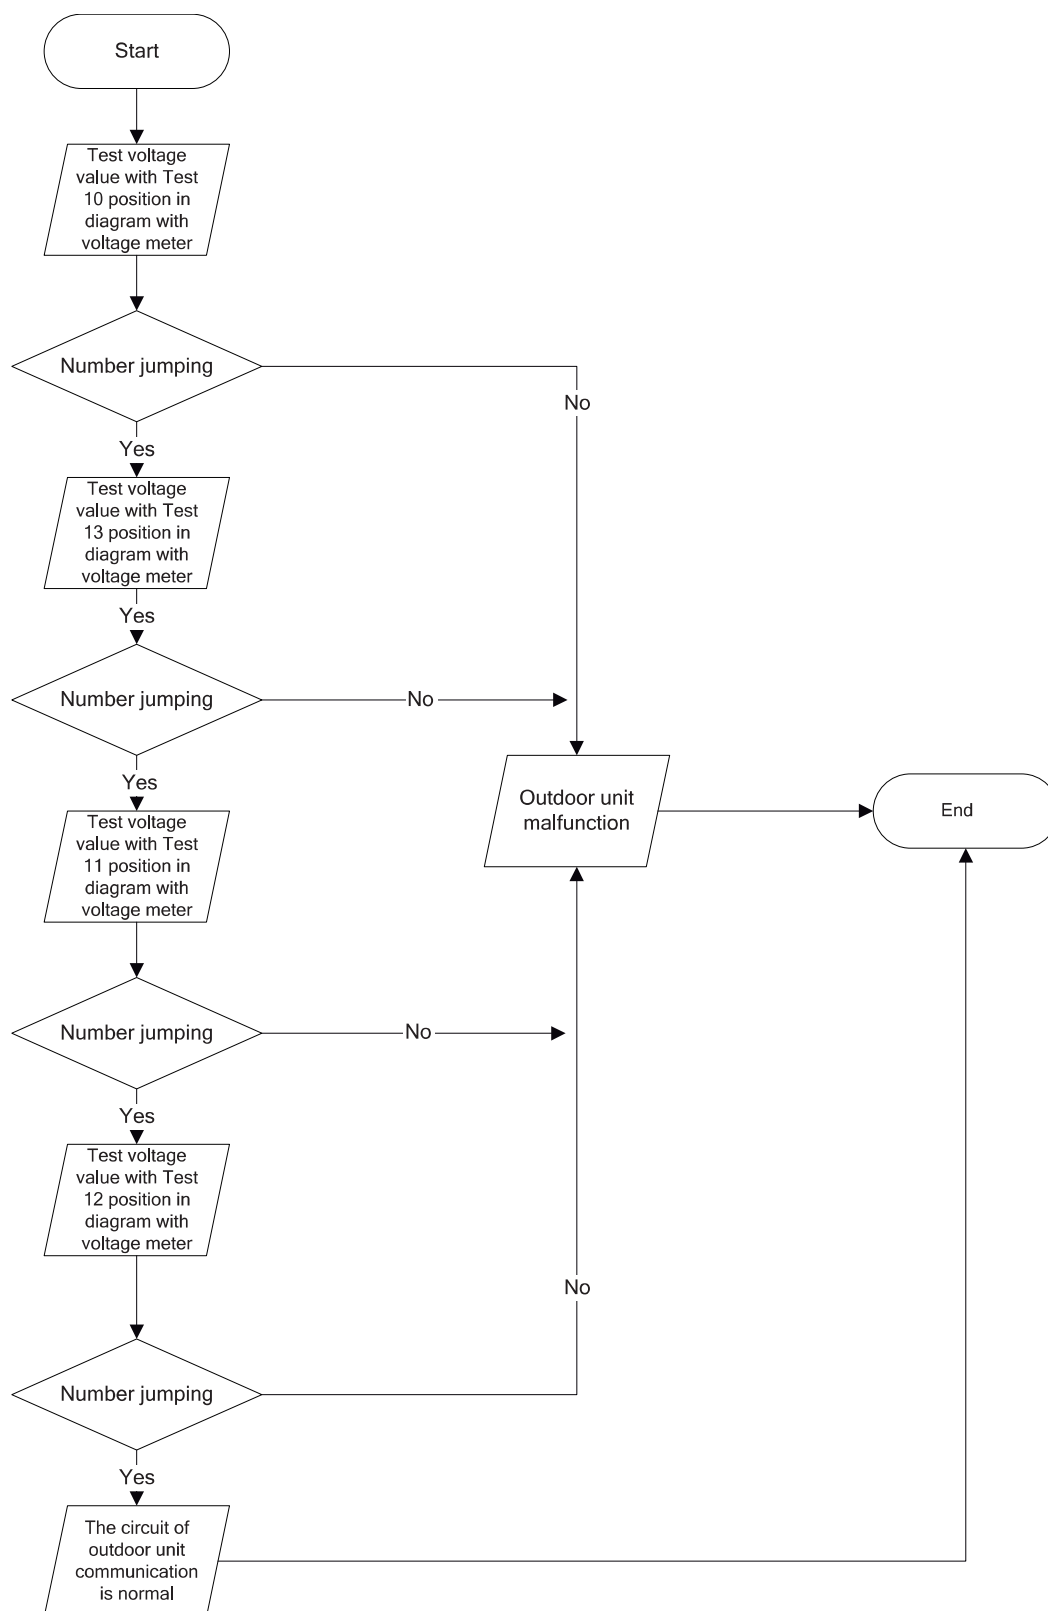 Start
Test voltage
value with Test
10 position in
diagram with
voltage meter
Number jumping
No
Yes
Test voltage
value with Test
13 position in
diagram with
voltage meter
Yes
Number jumping
No
Yes
Outdoor unit
malfunction
End
Test voltage
value with Test
11 position in
diagram with
voltage meter
Number jumping
No
Yes
Test voltage
value with Test
12 position in
diagram with
voltage meter
No
Number jumping
Yes
The circuit of
outdoor unit
communication
is normal